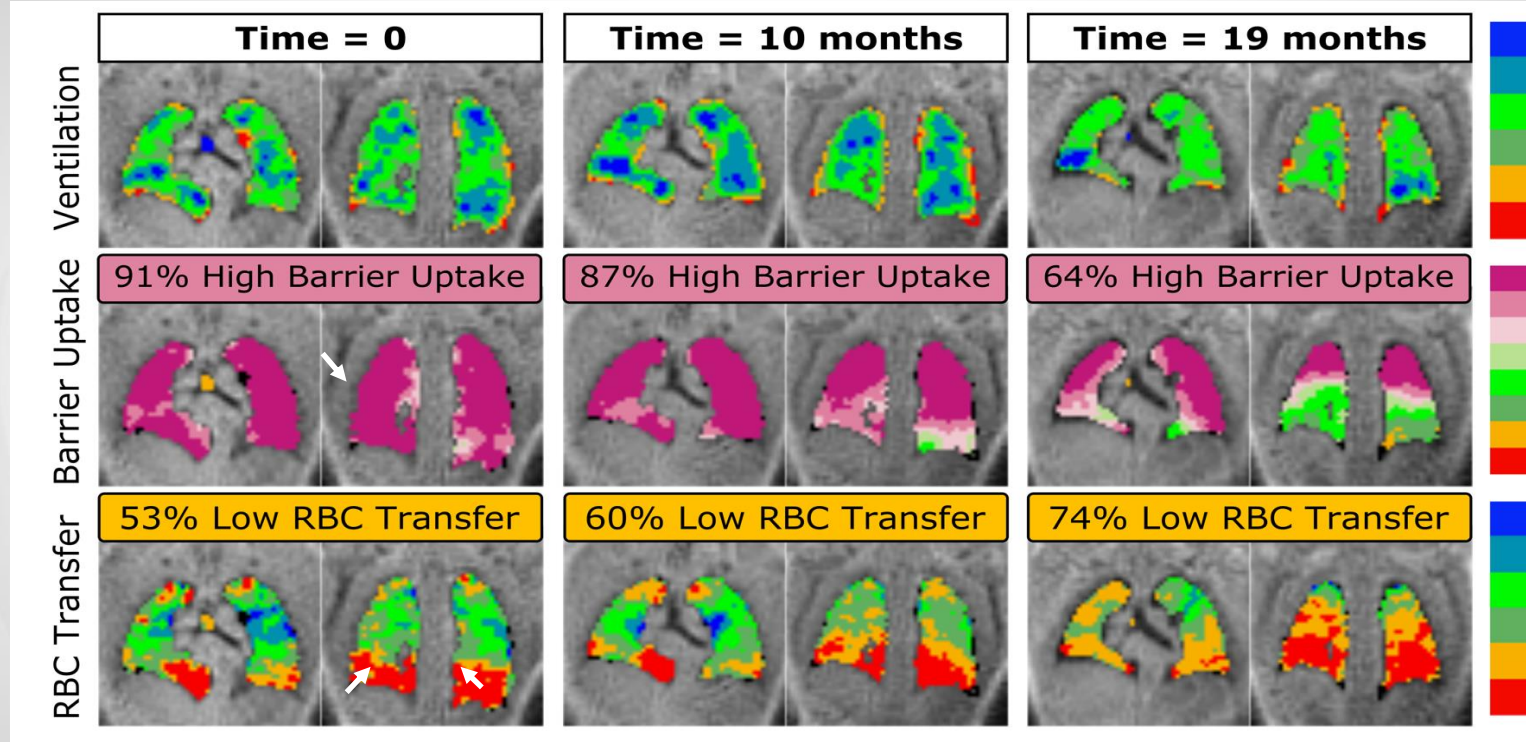 Time = 0
Time = 10 months
Time = 19 months
Ventilation
91% High Barrier Uptake
87% High Barrier Uptake
64% High Barrier Uptake
Barrier Uptake
53% Low RBC Transfer
60% Low RBC Transfer
74% Low RBC Transfer
RBC Transfer